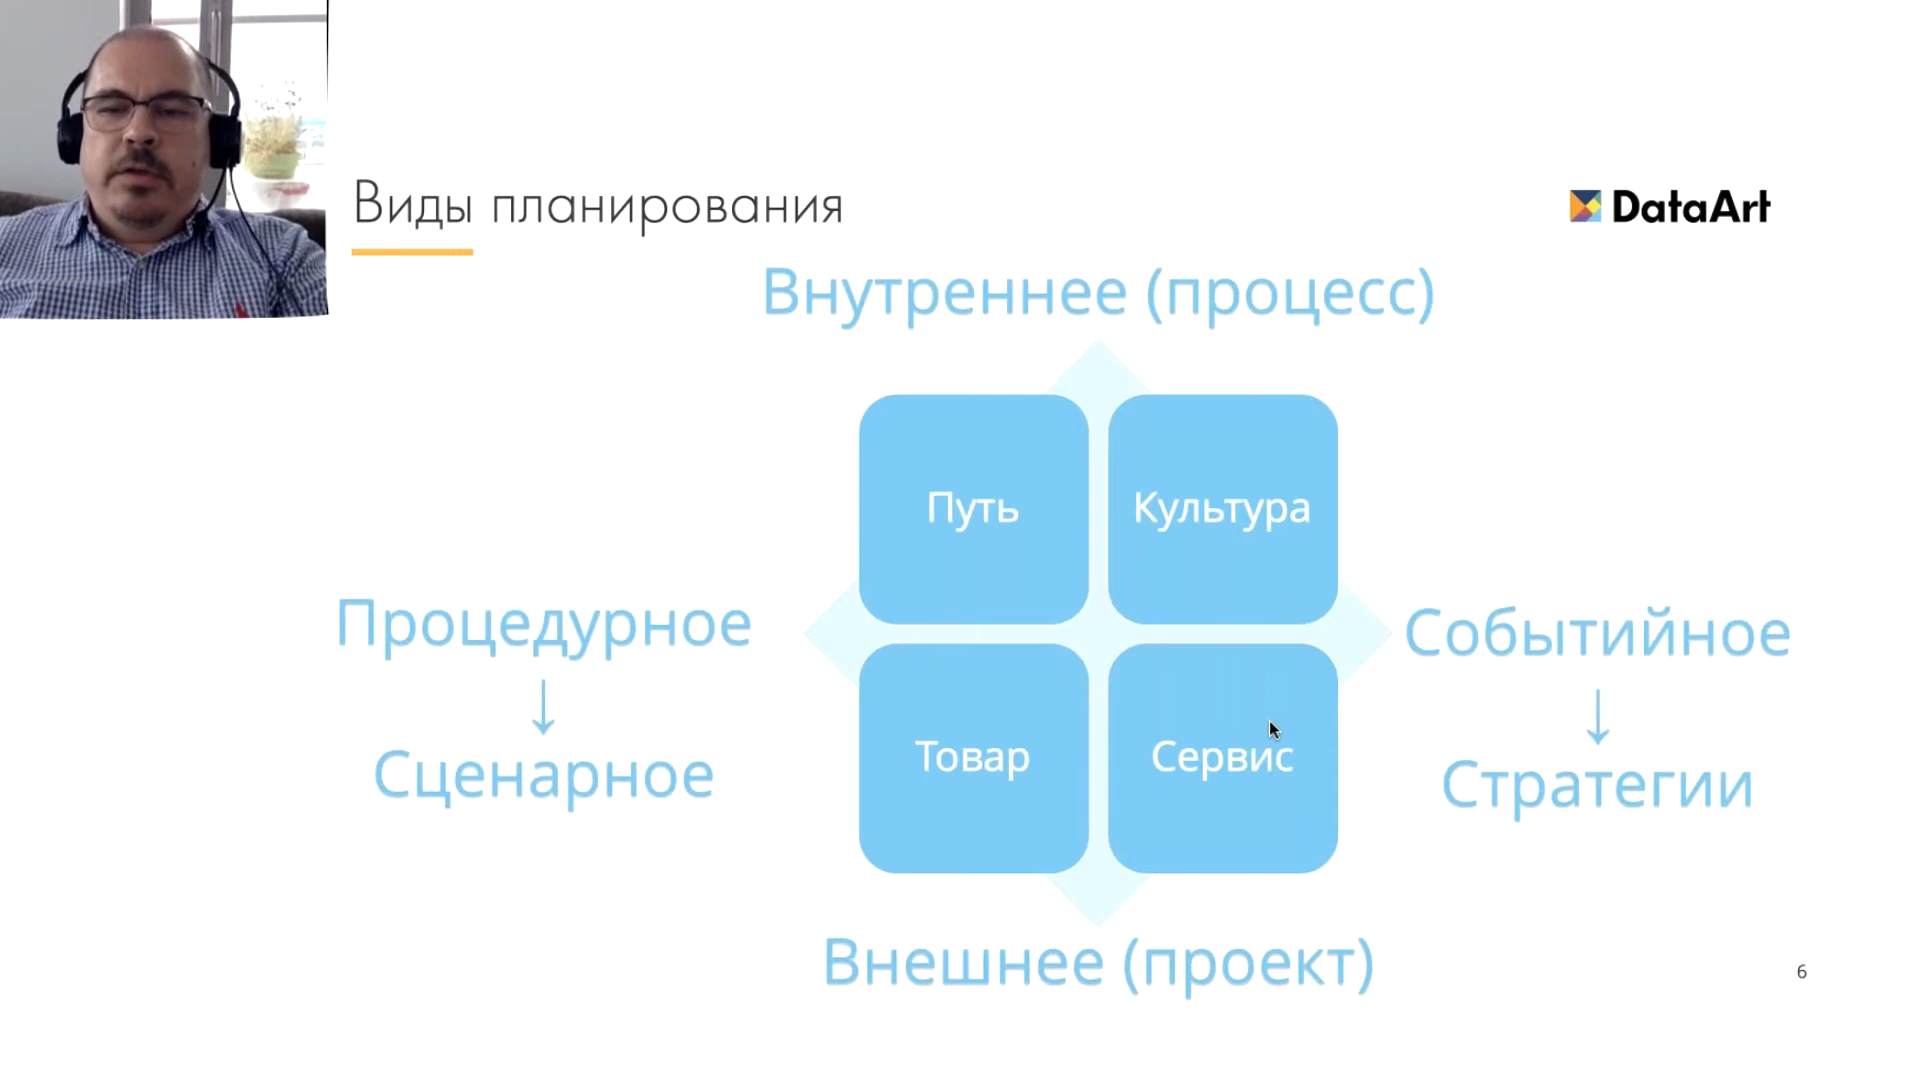 Виды планирования
DataArt
Внутреннее (процесс)
Путь
Культура
Процедурное
↓
Сценарное
Событийное
↓
Стратегии
Товар
Сервис
Внешнее (проект)
6